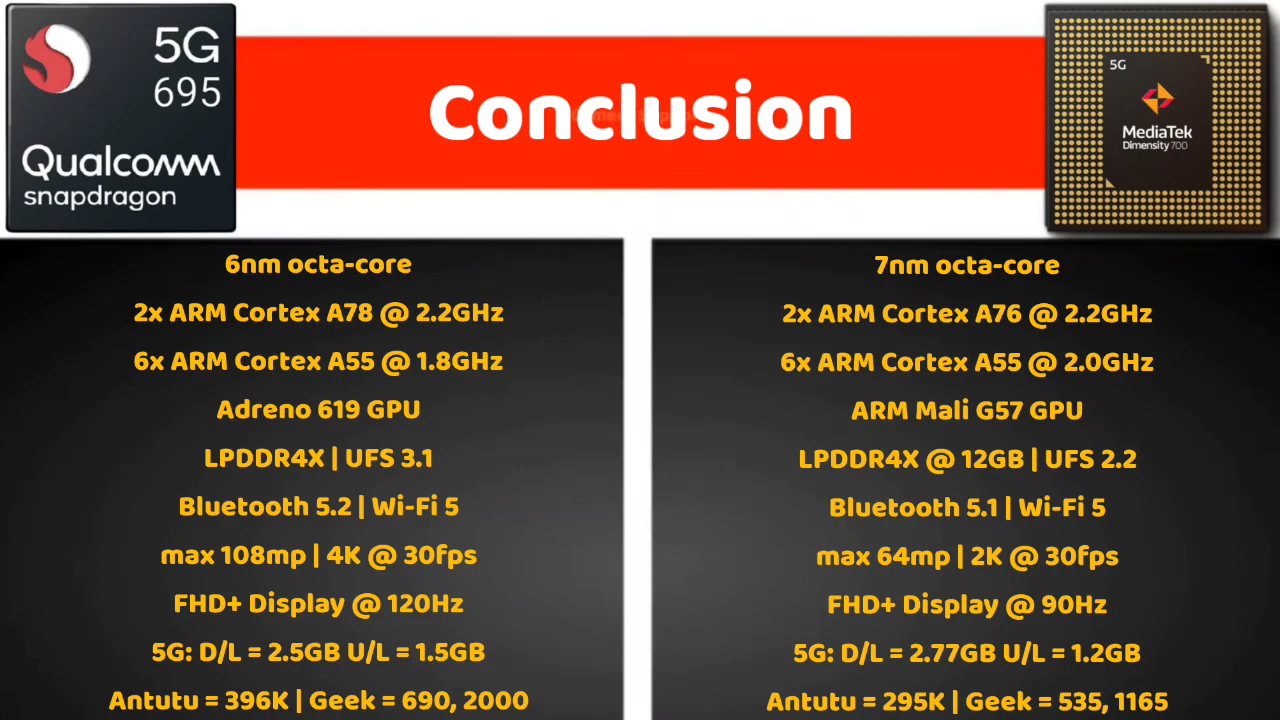 5G
695
Qualcomm
snapdragon
Conclusion
5G
MediaTek
Dimensity 700
6nm octa-core
2x ARM Cortex A78 @ 2.2GHz
6x ARM Cortex A55 @ 1.8GHz
Adreno 619 GPU
LPDDR4X | UFS 3.1
Bluetooth 5.2 | Wi-Fi 5
max 108mp | 4K @ 30fps
FHD+ Display @ 120Hz
5G: D/L = 2.5GB U/L = 1.5GB
Antutu = 396K | Geek = 690, 2000
7nm octa-core
2x ARM Cortex A76 @ 2.2GHz
6x ARM Cortex A55 @ 2.0GHz
ARM Mali G57 GPU
LPDDR4X @ 12GB | UFS 2.2
Bluetooth 5.1 | Wi-Fi 5
max 64mp | 2K @ 30fps
FHD+ Display @ 90Hz
5G: D/L = 2.77GB U/L = 1.2GB
Antutu = 295K | Geek = 535, 1165